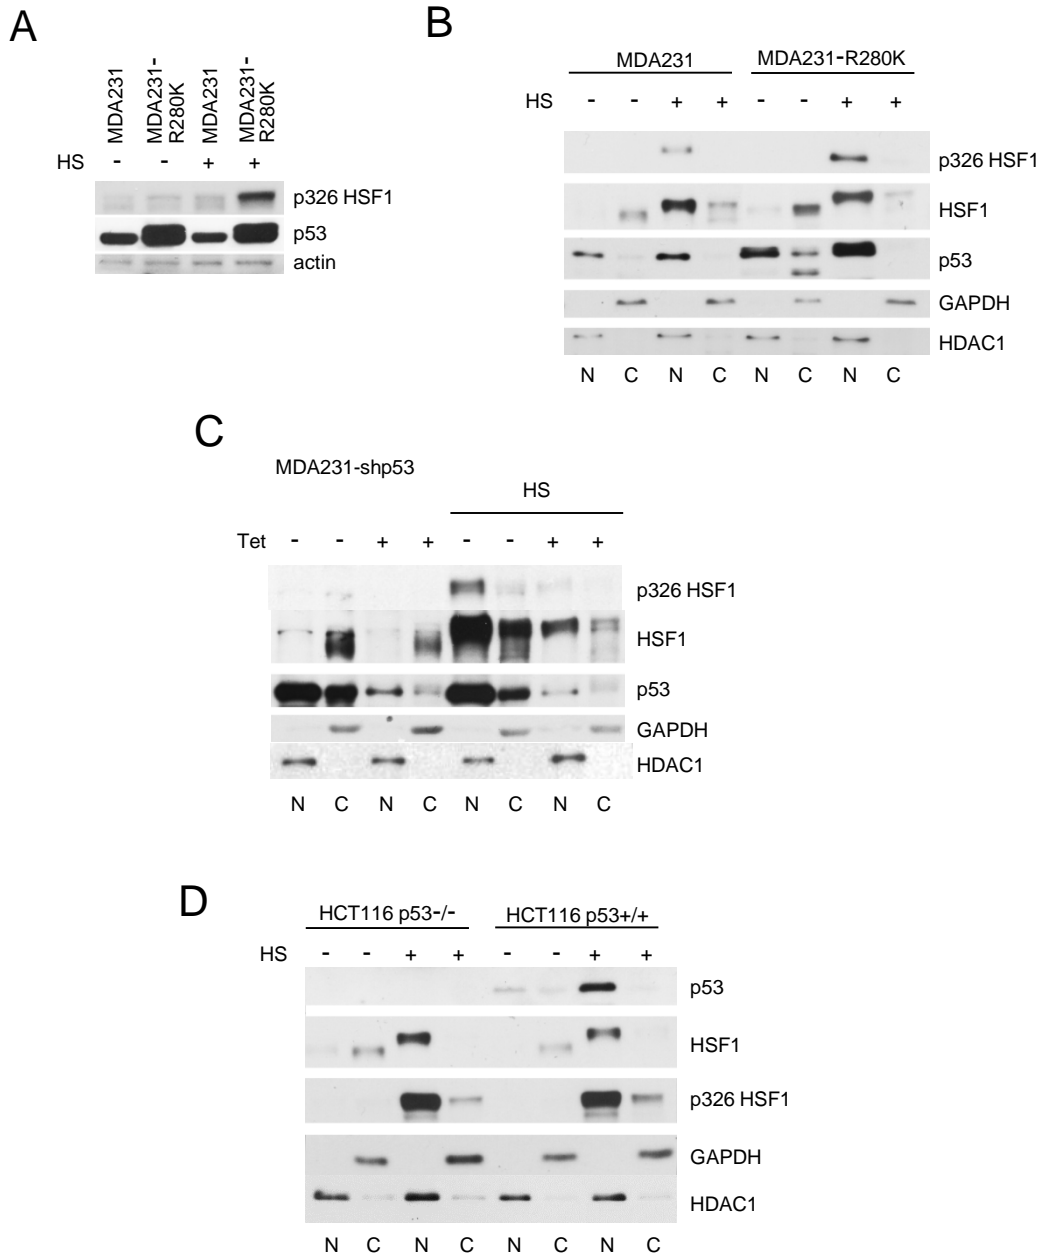 A
MDA231
MDA231-
R280K
MDA231
MDA231-
R280K
HS - - + +
p326 HSF1
p53
actin
B
MDA231 MDA231-R280K
HS - - + + - - + +
p326 HSF1
HSF1
p53
GAPDH
HDAC1
N C N C N C N C
C
MDA231-shp53
HS
Tet - - + + - - + +
p326 HSF1
HSF1
p53
GAPDH
HDAC1
N C N C N C N C
D
HCT116 p53-/- HCT116 p53+/+
HS - - + + - - + +
p53
HSF1
p326 HSF1
GAPDH
HDAC1
N C N C N C N C